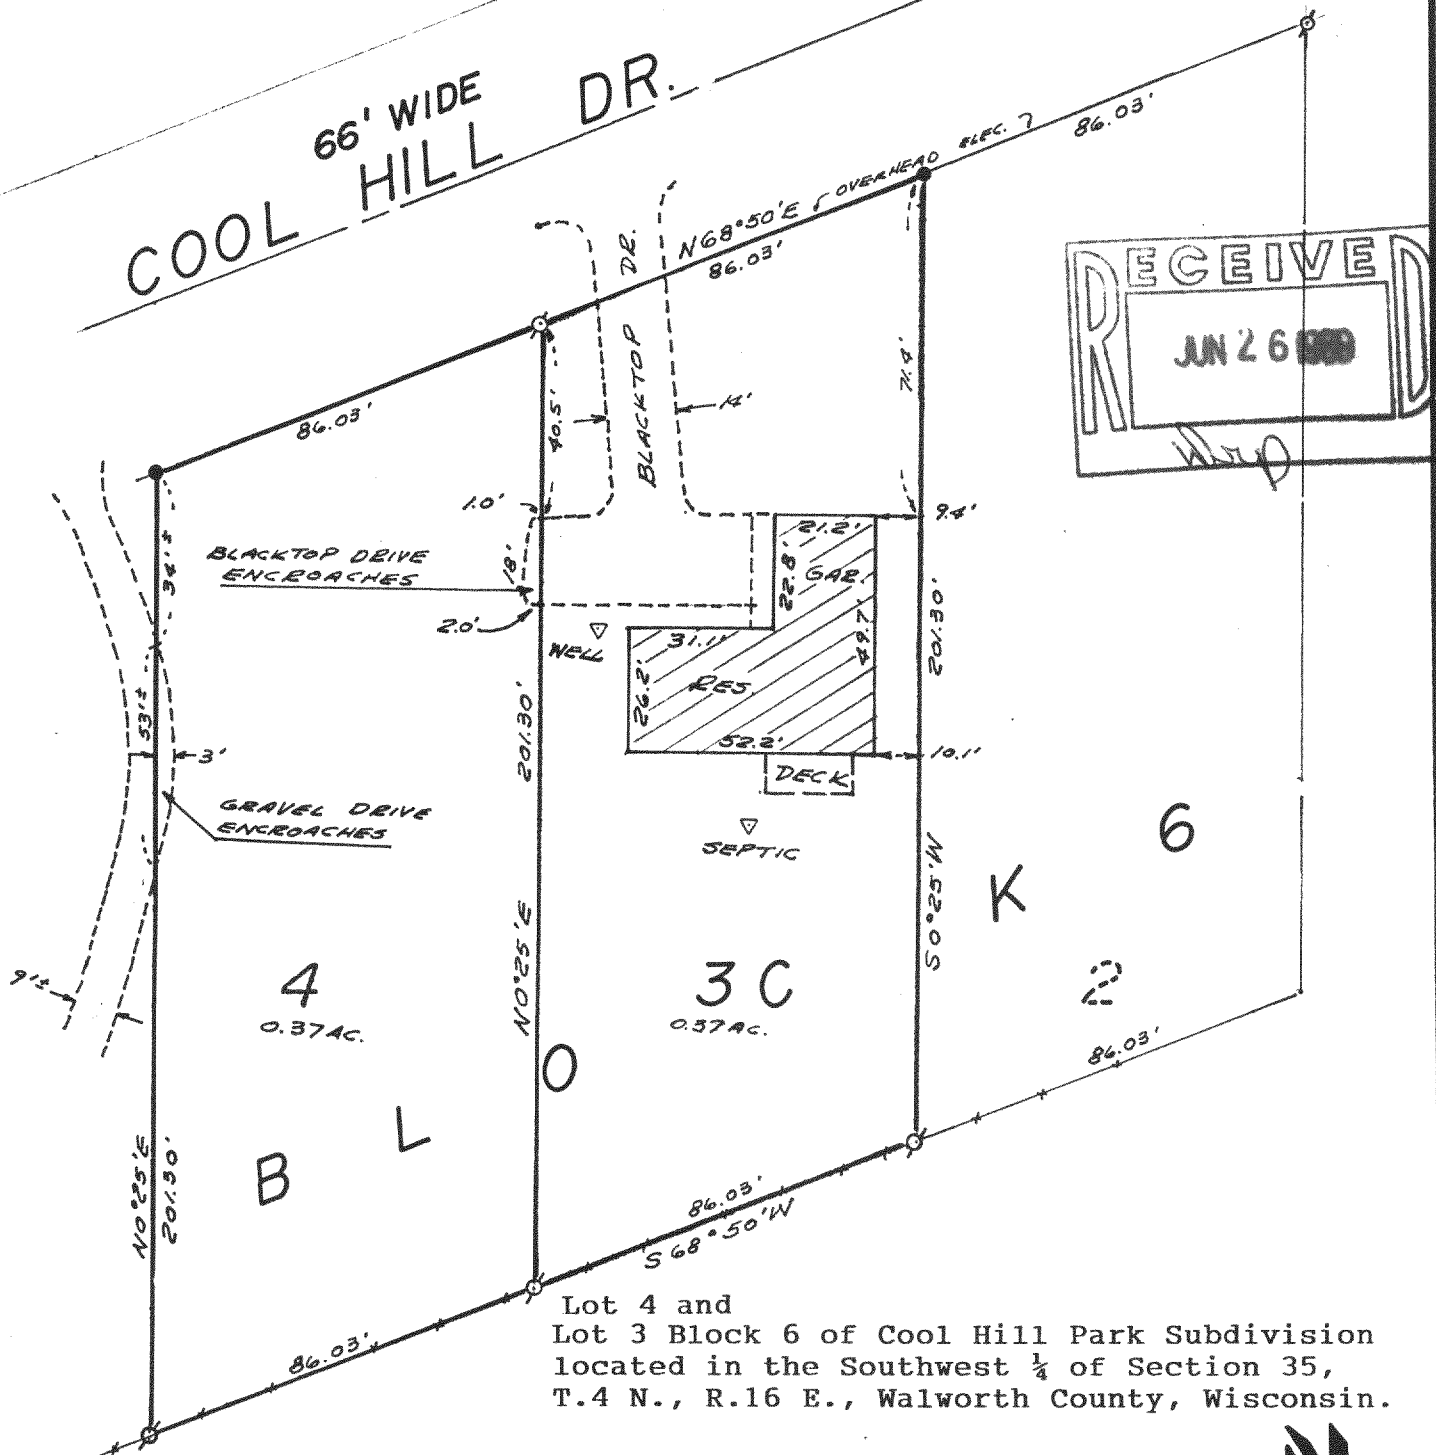 66' WIDE
COOL HILL DR.
86.03'
ELEC.
OVERHEAD
N68°50'E
86.03'
BLACKTOP DR.
14'
71.4'
RECEIVED
JUN 26
86.03'
40.5'
1.0'
9.4'
34'±
BLACKTOP DRIVE
ENCROACHES
18'
2.0'
WELL
21.2'
22.8'
GAR.
49.7'
31.1'
26.2'
RES.
52.2'
201.30'
10.1'
DECK
SEPTIC
53'±
3'
201.30'
GRAVEL DRIVE
ENCROACHES
9'±
N0°25'E
S0°25'W
4
0.37AC.
3 C
0.37AC.
B L O K 6
2
86.03'
N0°25'E
201.30'
86.03'
S68°50'W
86.03'
Lot 4 and
Lot 3 Block 6 of Cool Hill Park Subdivision
located in the Southwest ¼ of Section 35,
T.4 N., R.16 E., Walworth County, Wisconsin.